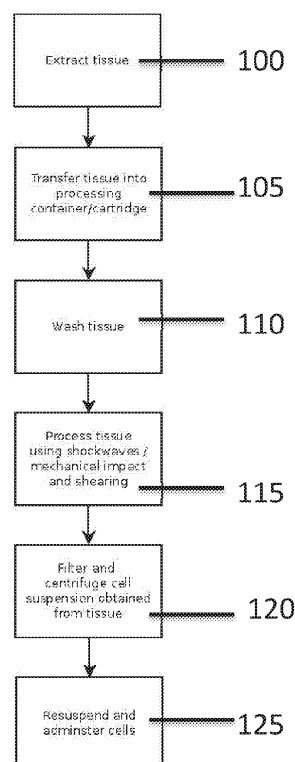 Extract tissue
100
Transfer tissue into
processing
container/cartridge
105
Wash tissue
110
Process tissue
using shockwaves /
mechanical impact
and shearing
115
Filter and
centrifuge cell
suspension obtained
from tissue
120
Resuspend and
adminster cells
125